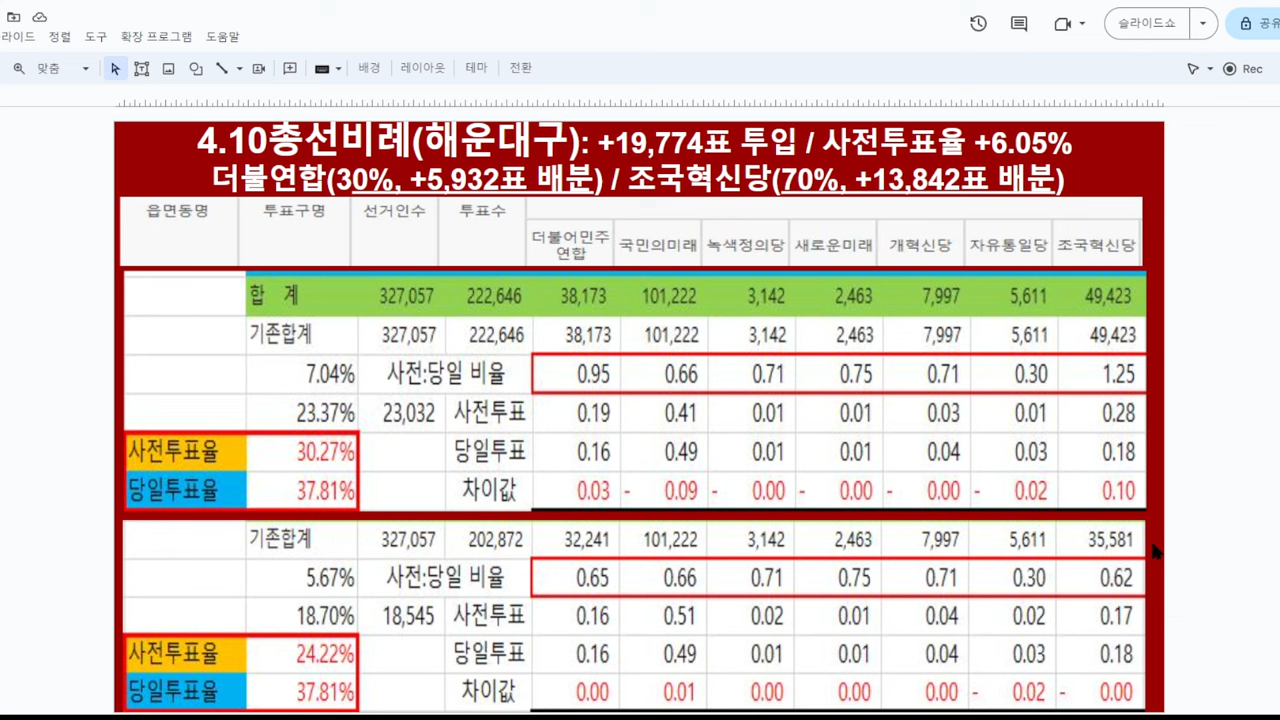 라이드 정렬 도구 확장 프로그램 도움말
슬라이드쇼 공유
맞춤 배경 레이아웃 테마 전환 Rec
4.10총선비례(해운대구): +19,774표 투입 / 사전투표율 +6.05%
더불연합(30%, +5,932표 배분) / 조국혁신당(70%, +13,842표 배분)
읍면동명 투표구명 선거인수 투표수
더불어민주연합 국민의미래 녹색정의당 새로운미래 개혁신당 자유통일당 조국혁신당
합 계 327,057 222,646 38,173 101,222 3,142 2,463 7,997 5,611 49,423
기존합계 327,057 222,646 38,173 101,222 3,142 2,463 7,997 5,611 49,423
7.04% 사전:당일 비율 0.95 0.66 0.71 0.75 0.71 0.30 1.25
23.37% 23,032 사전투표 0.19 0.41 0.01 0.01 0.03 0.01 0.28
사전투표율 30.27% 당일투표 0.16 0.49 0.01 0.01 0.04 0.03 0.18
당일투표율 37.81% 차이값 0.03 - 0.09 - 0.00 - 0.00 - 0.00 - 0.02 0.10
기존합계 327,057 202,872 32,241 101,222 3,142 2,463 7,997 5,611 35,581
5.67% 사전:당일 비율 0.65 0.66 0.71 0.75 0.71 0.30 0.62
18.70% 18,545 사전투표 0.16 0.51 0.02 0.01 0.04 0.02 0.17
사전투표율 24.22% 당일투표 0.16 0.49 0.01 0.01 0.04 0.03 0.18
당일투표율 37.81% 차이값 0.00 0.01 0.00 0.00 0.00 - 0.02 - 0.00